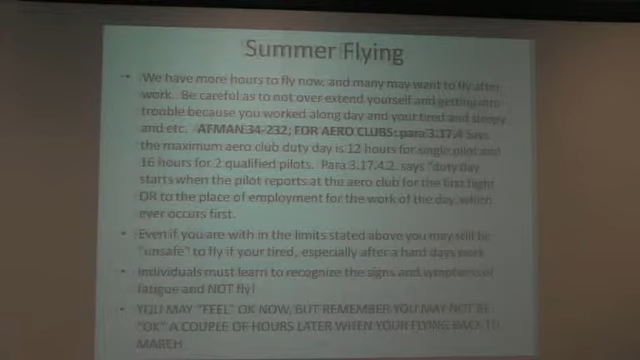 Summer Flying
• We have more hours to fly now, and many may want to fly after
work. Be careful as to not over extend yourself and getting into
trouble because you worked along day and your tired and sleepy
and etc. AFMAN 34-232; FOR AERO CLUBS: para 3.17.4 Says
the maximum aero club duty day is 12 hours for single pilot and
16 hours for 2 qualified pilots. Para 3.17.4.2. says "duty day
starts when the pilot reports at the aero club for the first flight
OR to the place of employment for the work of the day, which
ever occurs first.
• Even if you are with in the limits stated above you may still be
"unsafe" to fly if your tired, especially after a hard days work
• Individuals must learn to recognize the signs and symptoms of
fatigue and NOT fly!
• YOU MAY "FEEL" OK NOW, BUT REMEMBER YOU MAY NOT BE
"OK" A COUPLE OF HOURS LATER WHEN YOUR FLYING BACK TO
MARCH